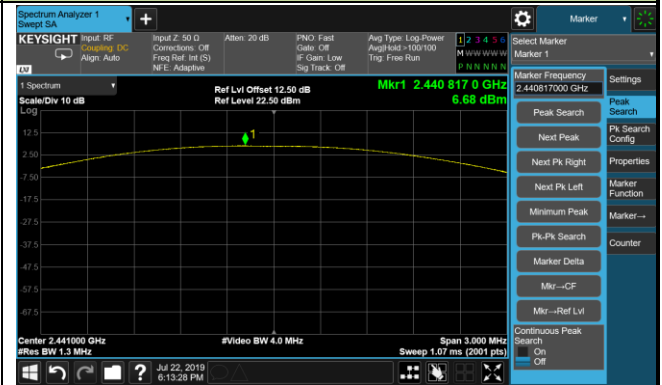 Spectrum Analyzer 1
Swept SA
Marker
KEYSIGHT
Input: RF
Coupling: DC
Align: Auto
Input Z: 50 Ω
Corrections: Off
Freq Ref: Int (S)
NFE: Adaptive
Atten: 20 dB
PNO: Fast
Gate: Off
IF Gain: Low
Sig Track: Off
Avg Type: Log-Power
Avg|Hold:>100/100
Trig: Free Run
1 2 3 4 5 6
M W W W W W
P N N N N N
LXI
Select Marker
Marker 1
1 Spectrum
Scale/Div 10 dB
Log
Ref Lvl Offset 12.50 dB
Ref Level 22.50 dBm
Mkr1 2.440 817 0 GHz
6.68 dBm
1
12.5
2.50
-7.50
-17.5
-27.5
-37.5
-47.5
-57.5
-67.5
Center 2.441000 GHz
#Res BW 1.3 MHz
#Video BW 4.0 MHz
Span 3.000 MHz
Sweep 1.07 ms (2001 pts)
Marker Frequency
2.440817000 GHz
Peak Search
Next Peak
Next Pk Right
Next Pk Left
Minimum Peak
Pk-Pk Search
Marker Delta
Mkr→CF
Mkr→Ref Lvl
Continuous Peak
Search
On
Off
Settings
Peak
Search
Pk Search
Config
Properties
Marker
Function
Marker→
Counter
Jul 22, 2019
6:13:28 PM